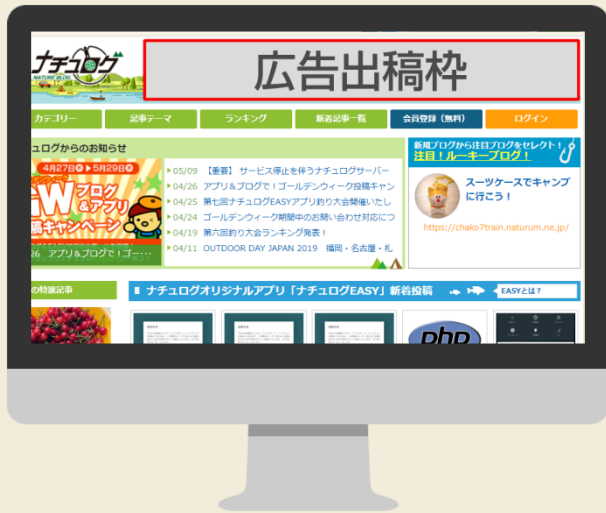 ナチュログ
NATURE BLOG
広告出稿枠
カテゴリー
記事テーマ
ランキング
新着記事一覧
会員登録（無料）
ログイン
ュログからのお知らせ
4月27日 ▶ 5月29日
GW ブログ
&アプリ
稿キャンペーン
26 アプリ&ブログで！ゴー…
05/09 【重要】 サービス停止を伴うナチュログサーバー
04/26 アプリ&ブログで！ゴールデンウィーク投稿キャン
04/25 第七回ナチュログEASYアプリ釣り大会開催いたし
04/24 ゴールデンウィーク期間中のお問い合わせ対応につ
04/19 第六回釣り大会ランキング発表！
04/11 OUTDOOR DAY JAPAN 2019 福岡・名古屋・札
新規ブログから注目ブログをセレクト！
注目！ルーキーブログ！
スーツケースでキャンプ
に行こう！
https://chako7train.naturum.ne.jp/
の特選記事
ナチュログオリジナルアプリ「ナチュログEASY」新着投稿
EASYとは？
php